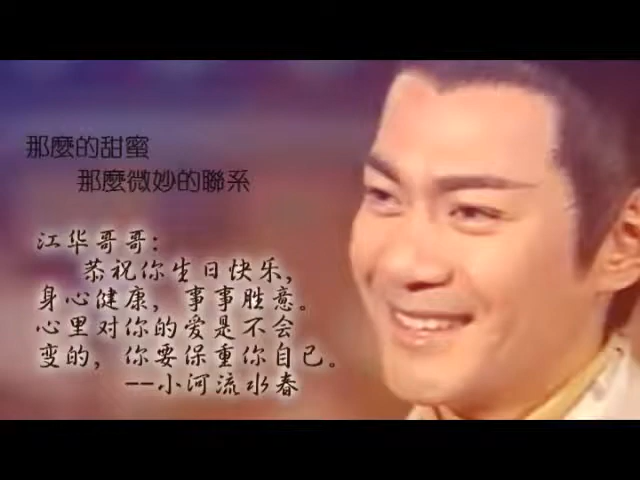 那麼的甜蜜
那麼微妙的聯系
江华哥哥：
恭祝你生日快乐，
身心健康，事事胜意。
心里对你的爱是不会
变的，你要保重你自己。
--小河流水春